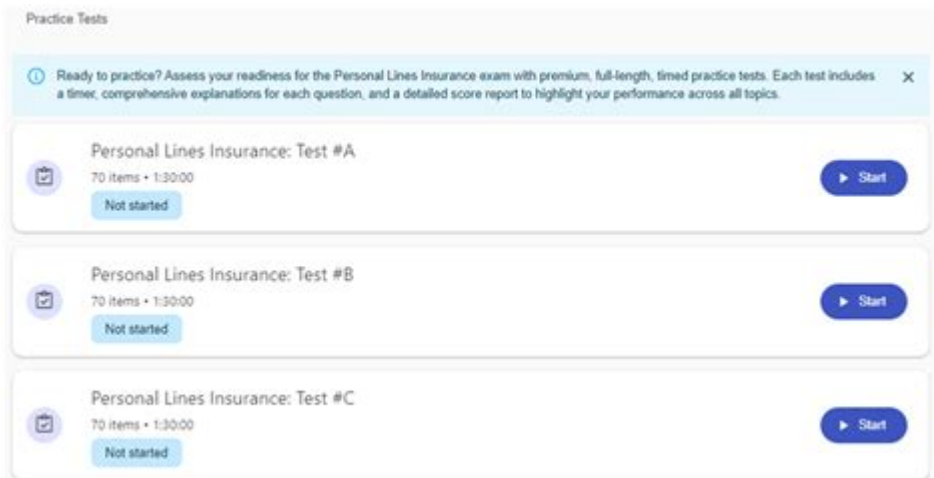 Practice Tests
Ready to practice? Assess your readiness for the Personal Lines Insurance exam with premium, full-length, timed practice tests. Each test includes
a timer, comprehensive explanations for each question, and a detailed score report to highlight your performance across all topics.
Personal Lines Insurance: Test #A
70 items • 1:30:00
Not started
Start
Personal Lines Insurance: Test #B
70 items • 1:30:00
Not started
Start
Personal Lines Insurance: Test #C
70 items • 1:30:00
Not started
Start